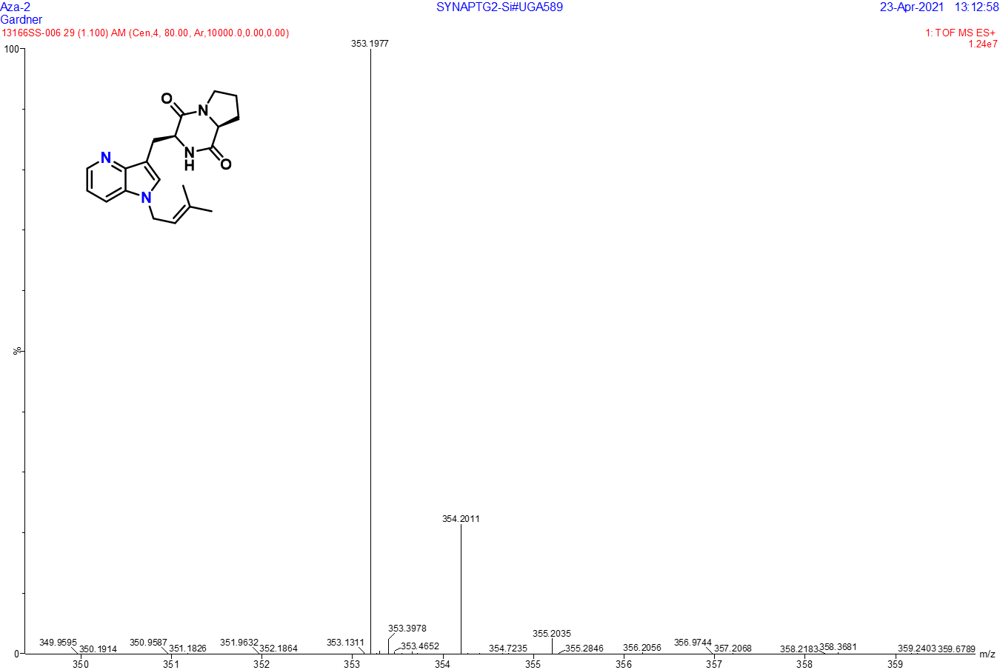 Aza-2 SYNAPTG2-Si#UGA589 23-Apr-2021 13:12:58
Gardner
13166SS-006 29 (1.100) AM (Cen,4, 80.00, Ar,10000.0,0.00,0.00) 1: TOF MS ES+
1.24e7
353.1977
100
O
N
N
NH
O
N
%
354.2011
353.3978
355.2035
349.9595 350.9587 351.9632 353.1311 356.9744
350.1914 351.1826 352.1864 353.4652 354.7235 355.2846 356.2056 357.2068 358.2183 358.3681 359.2403 359.6789
0
m/z
350 351 352 353 354 355 356 357 358 359